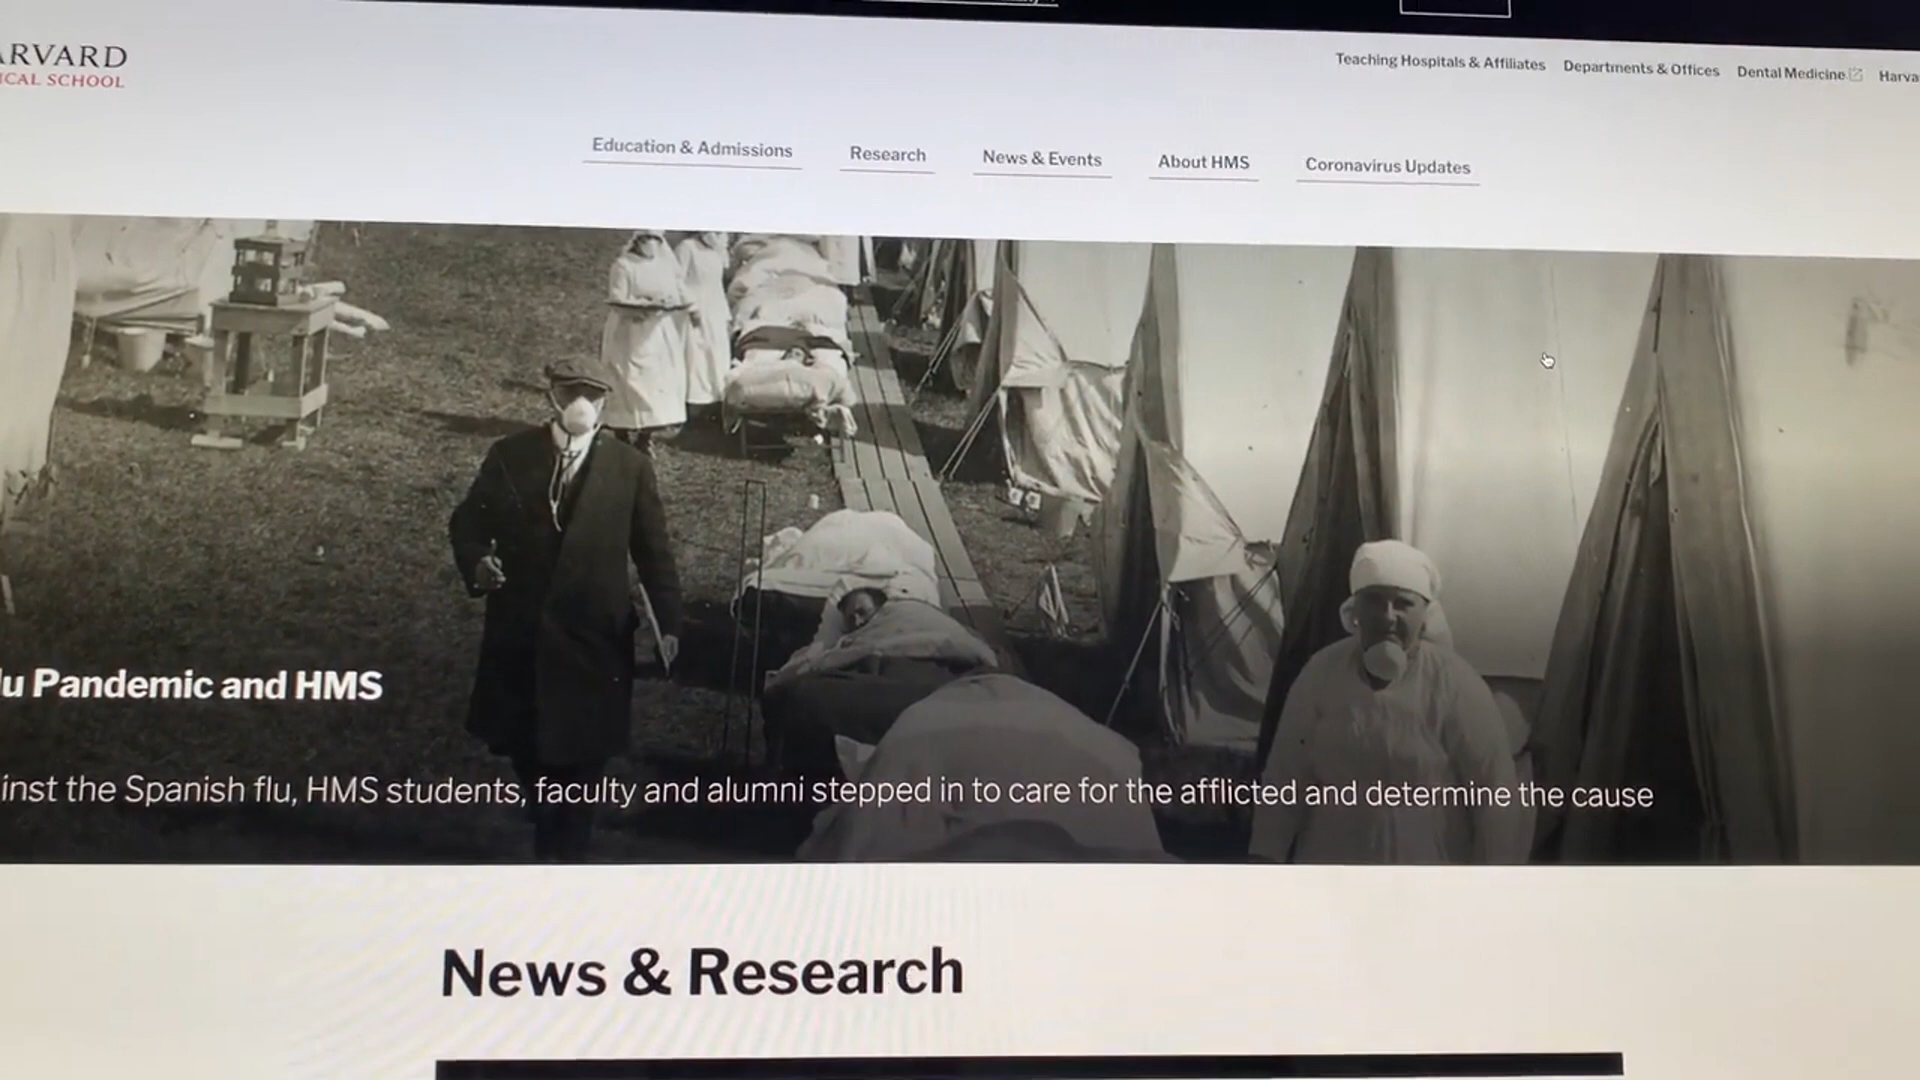 ARVARD
ICAL SCHOOL
Teaching Hospitals & Affiliates Departments & Offices Dental Medicine Harva
Education & Admissions Research News & Events About HMS Coronavirus Updates
lu Pandemic and HMS
inst the Spanish flu, HMS students, faculty and alumni stepped in to care for the afflicted and determine the cause
News & Research